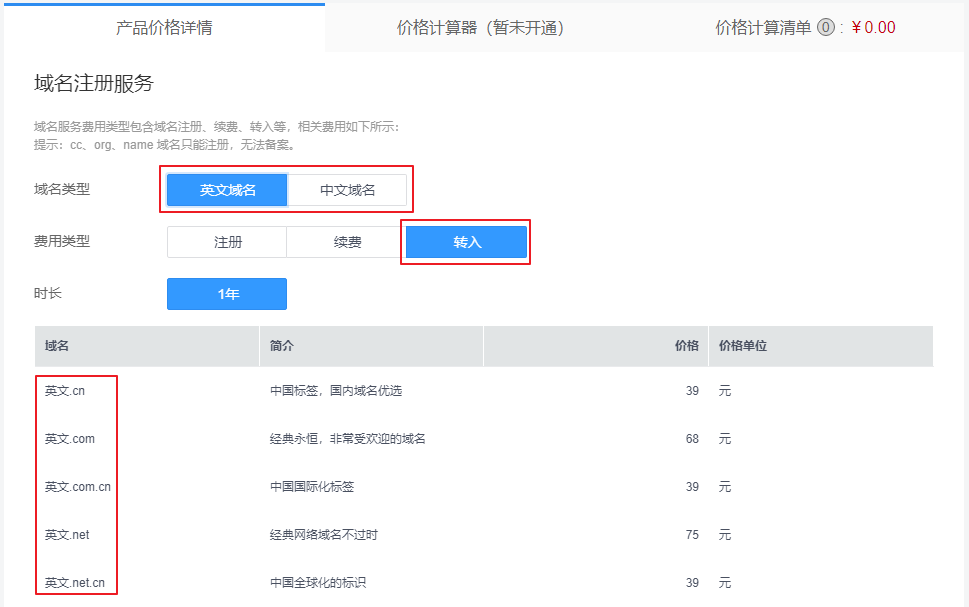 产品价格详情 价格计算器（暂未开通） 价格计算清单 0 : ¥ 0.00
域名注册服务
域名服务费用类型包含域名注册、续费、转入等，相关费用如下所示：
提示：cc、org、name 域名只能注册，无法备案。
域名类型 英文域名 中文域名
费用类型 注册 续费 转入
时长 1年
域名 简介 价格 价格单位
英文.cn 中国标签，国内域名优选 39 元
英文.com 经典永恒，非常受欢迎的域名 68 元
英文.com.cn 中国国际化标签 39 元
英文.net 经典网络域名不过时 75 元
英文.net.cn 中国全球化的标识 39 元